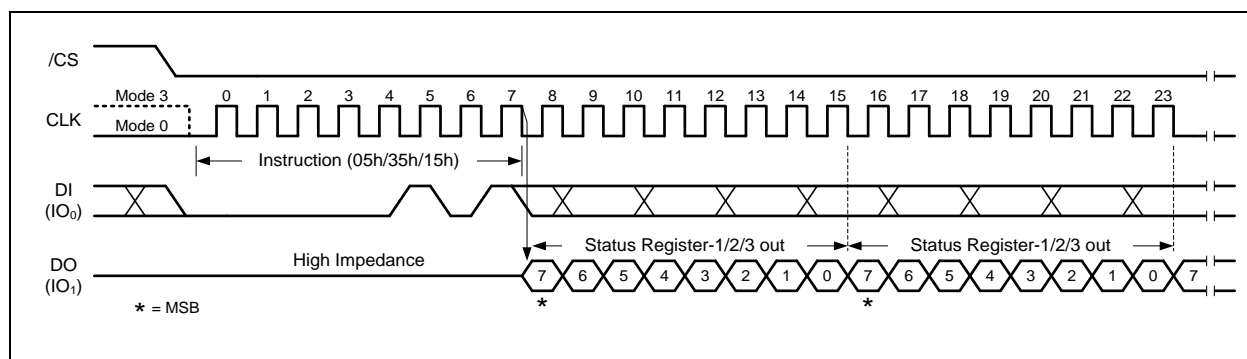 /CS
Mode 3
0 1 2 3 4 5 6 7 8 9 10 11 12 13 14 15 16 17 18 19 20 21 22 23
CLK
Mode 0
Instruction (05h/35h/15h)
DI
(IO₀)
Status Register-1/2/3 out Status Register-1/2/3 out
High Impedance
DO
(IO₁)
7 6 5 4 3 2 1 0 7 6 5 4 3 2 1 0 7
* *
* = MSB